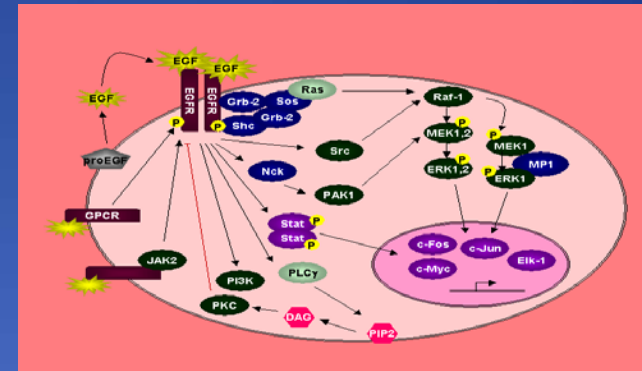 EGF
EGF
EGF
EGFR
EGFR
Ras
Grb-2
Sos
Grb-2
Shc
P
P
Raf-1
P
MEK1,2
P
MEK1
Src
proEGF
Nck
P
ERK1,2
MP1
P
ERK1
PAK1
GPCR
Stat
P
Stat
P
c-Fos
c-Jun
Elk-1
c-Myc
JAK2
PI3K
PLCγ
PKC
DAG
PIP2